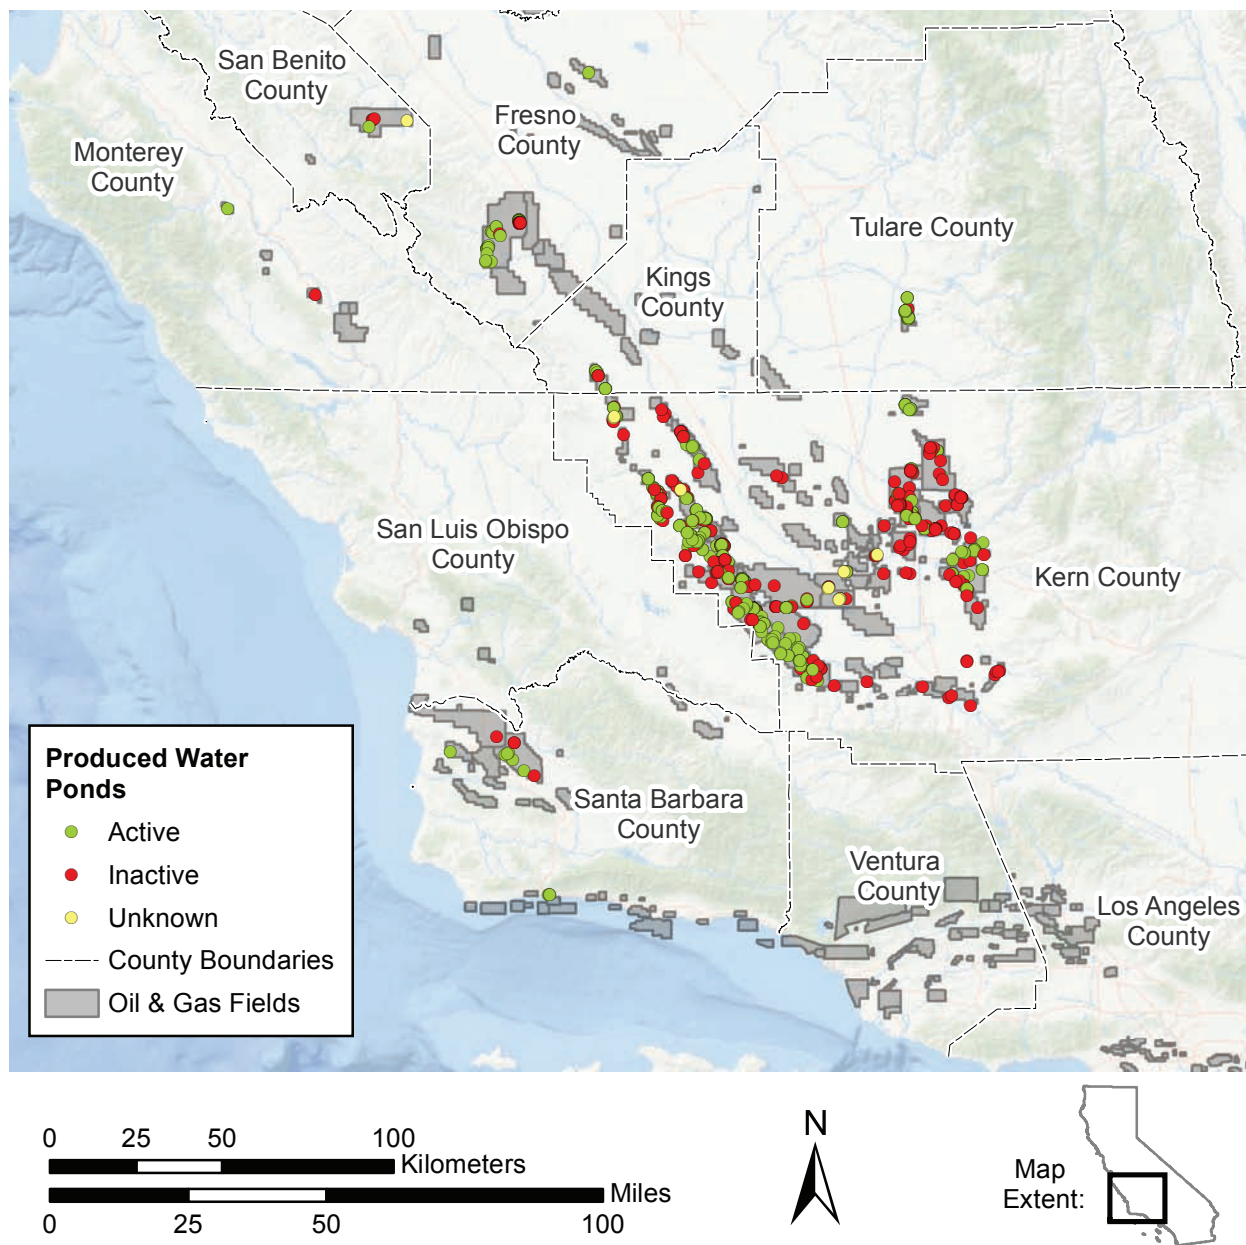 San Benito
County
Fresno
County
Monterey
County
Tulare County
Kings
County
San Luis Obispo
County
Kern County
Santa Barbara
County
Ventura
County
Los Angeles
County
Produced Water
Ponds
Active
Inactive
Unknown
County Boundaries
Oil & Gas Fields
0 25 50 100
Kilometers
Miles
0 25 50 100
N
Map
Extent: